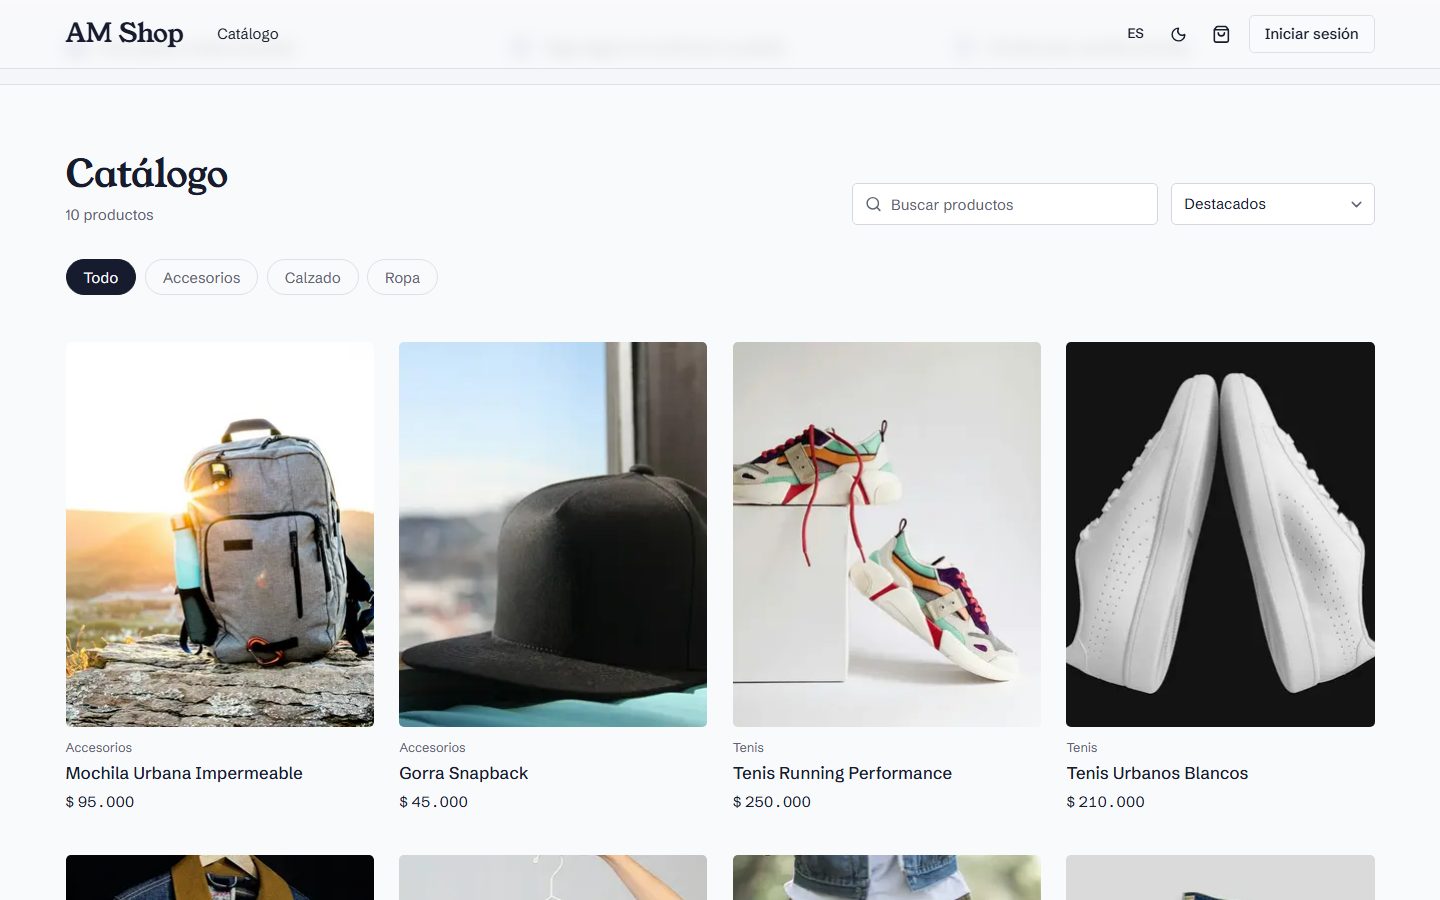 AM Shop
Catálogo
ES
Iniciar sesión
Catálogo
10 productos
Buscar productos
Destacados
Todo
Accesorios
Calzado
Ropa
Accesorios
Mochila Urbana Impermeable
$ 95.000
Accesorios
Gorra Snapback
$ 45.000
Tenis
Tenis Running Performance
$ 250.000
Tenis
Tenis Urbanos Blancos
$ 210.000